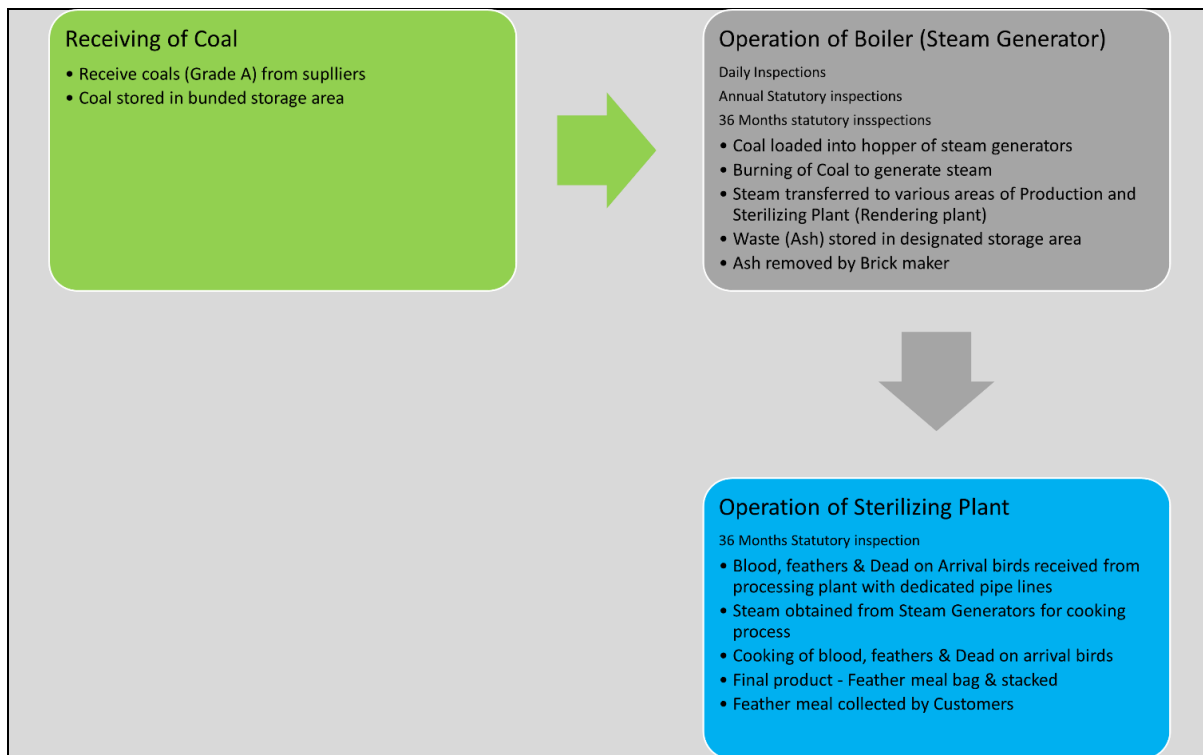 Receiving of Coal
• Receive coals (Grade A) from suplliers
• Coal stored in bunded storage area
Operation of Boiler (Steam Generator)
Daily Inspections
Annual Statutory inspections
36 Months statutory insspections
• Coal loaded into hopper of steam generators
• Burning of Coal to generate steam
• Steam transferred to various areas of Production and
Sterilizing Plant (Rendering plant)
• Waste (Ash) stored in designated storage area
• Ash removed by Brick maker
Operation of Sterilizing Plant
36 Months Statutory inspection
• Blood, feathers & Dead on Arrival birds received from
processing plant with dedicated pipe lines
• Steam obtained from Steam Generators for cooking
process
• Cooking of blood, feathers & Dead on arrival birds
• Final product - Feather meal bag & stacked
• Feather meal collected by Customers